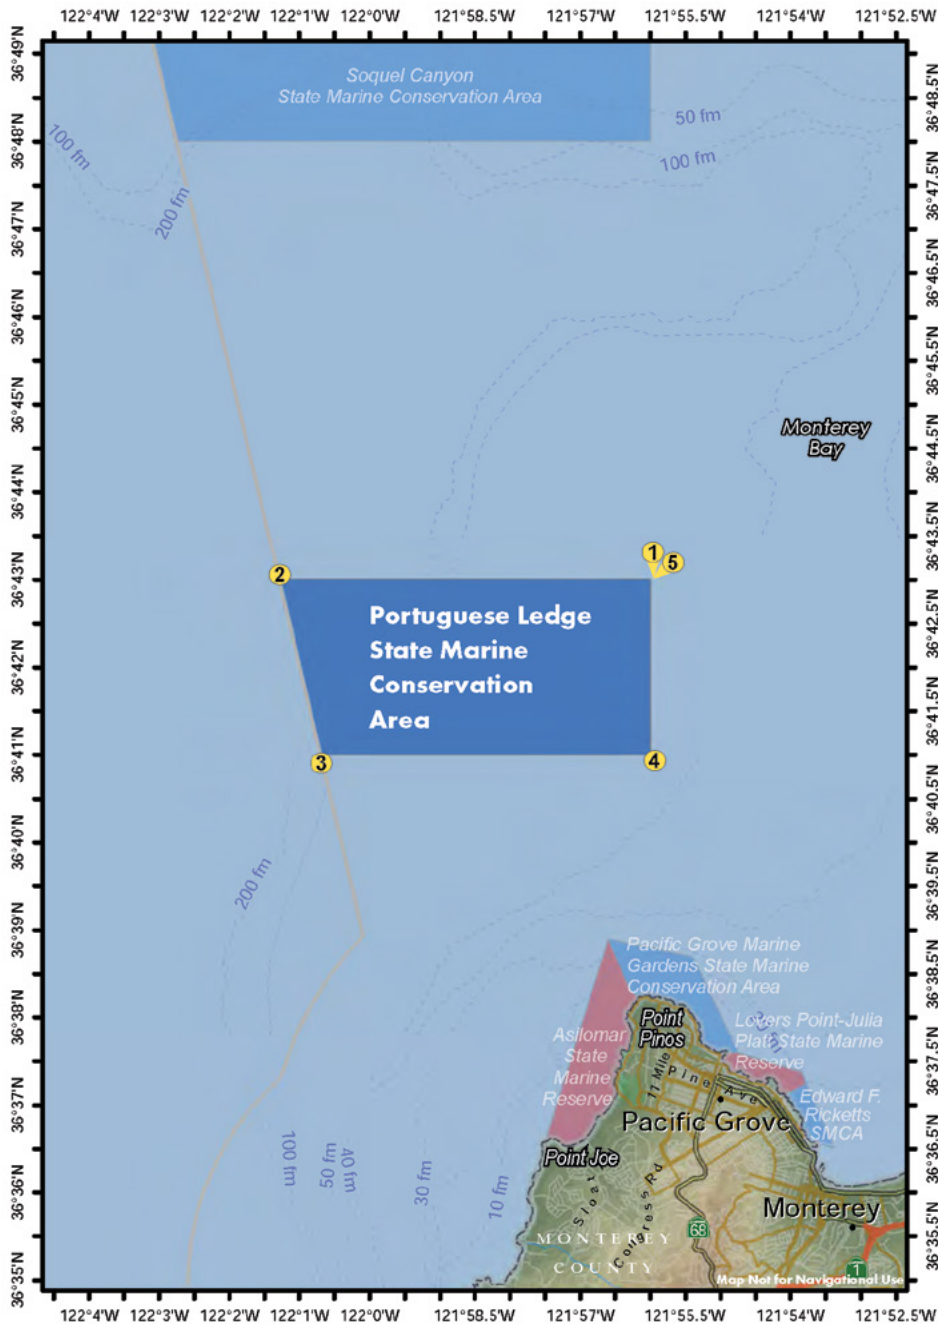 122°4'W 122°3'W 122°2'W 122°1'W 122°0'W 121°58.5'W 121°57'W 121°55.5'W 121°54'W 121°52.5'W
36°49'N
36°48'N
36°47'N
36°46'N
36°45'N
36°44'N
36°43'N
36°42'N
36°41'N
36°40'N
36°39'N
36°38'N
36°37'N
36°36'N
36°35'N
36°48.5'N
36°47.5'N
36°46.5'N
36°45.5'N
36°44.5'N
36°43.5'N
36°42.5'N
36°41.5'N
36°40.5'N
36°39.5'N
36°38.5'N
36°37.5'N
36°36.5'N
36°35.5'N
Soquel Canyon
State Marine Conservation Area
50 fm
100 fm
100 fm
200 fm
Monterey
Bay
1
5
2
Portuguese Ledge
State Marine
Conservation
Area
3
4
200 fm
Pacific Grove Marine
Gardens State Marine
Conservation Area
Point
Pinos
Lovers Point-Julia
Platt State Marine
Reserve
30 fm
Asilomar
State
Marine
Reserve
17 Mile
Pine Ave
Edward F.
Ricketts
SMCA
Pacific Grove
Point Joe
100 fm
50 fm
40 fm
30 fm
10 fm
Sloat
Congress Rd
Monterey
68
MONTEREY
COUNTY
1
Map Not for Navigational Use
122°4'W 122°3'W 122°2'W 122°1'W 122°0'W 121°58.5'W 121°57'W 121°55.5'W 121°54'W 121°52.5'W